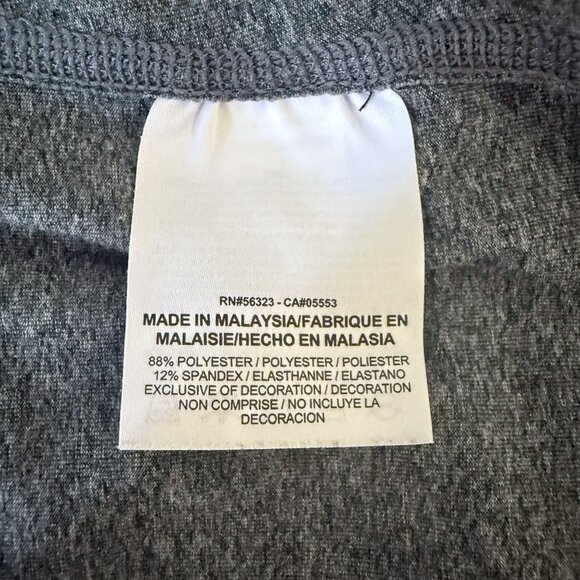 RN#56323 - CA#05553
MADE IN MALAYSIA/FABRIQUE EN
MALAISIE/HECHO EN MALASIA
88% POLYESTER / POLYESTER / POLIESTER
12% SPANDEX / ELASTHANNE / ELASTANO
EXCLUSIVE OF DECORATION / DECORATION
NON COMPRISE / NO INCLUYE LA
DECORACION